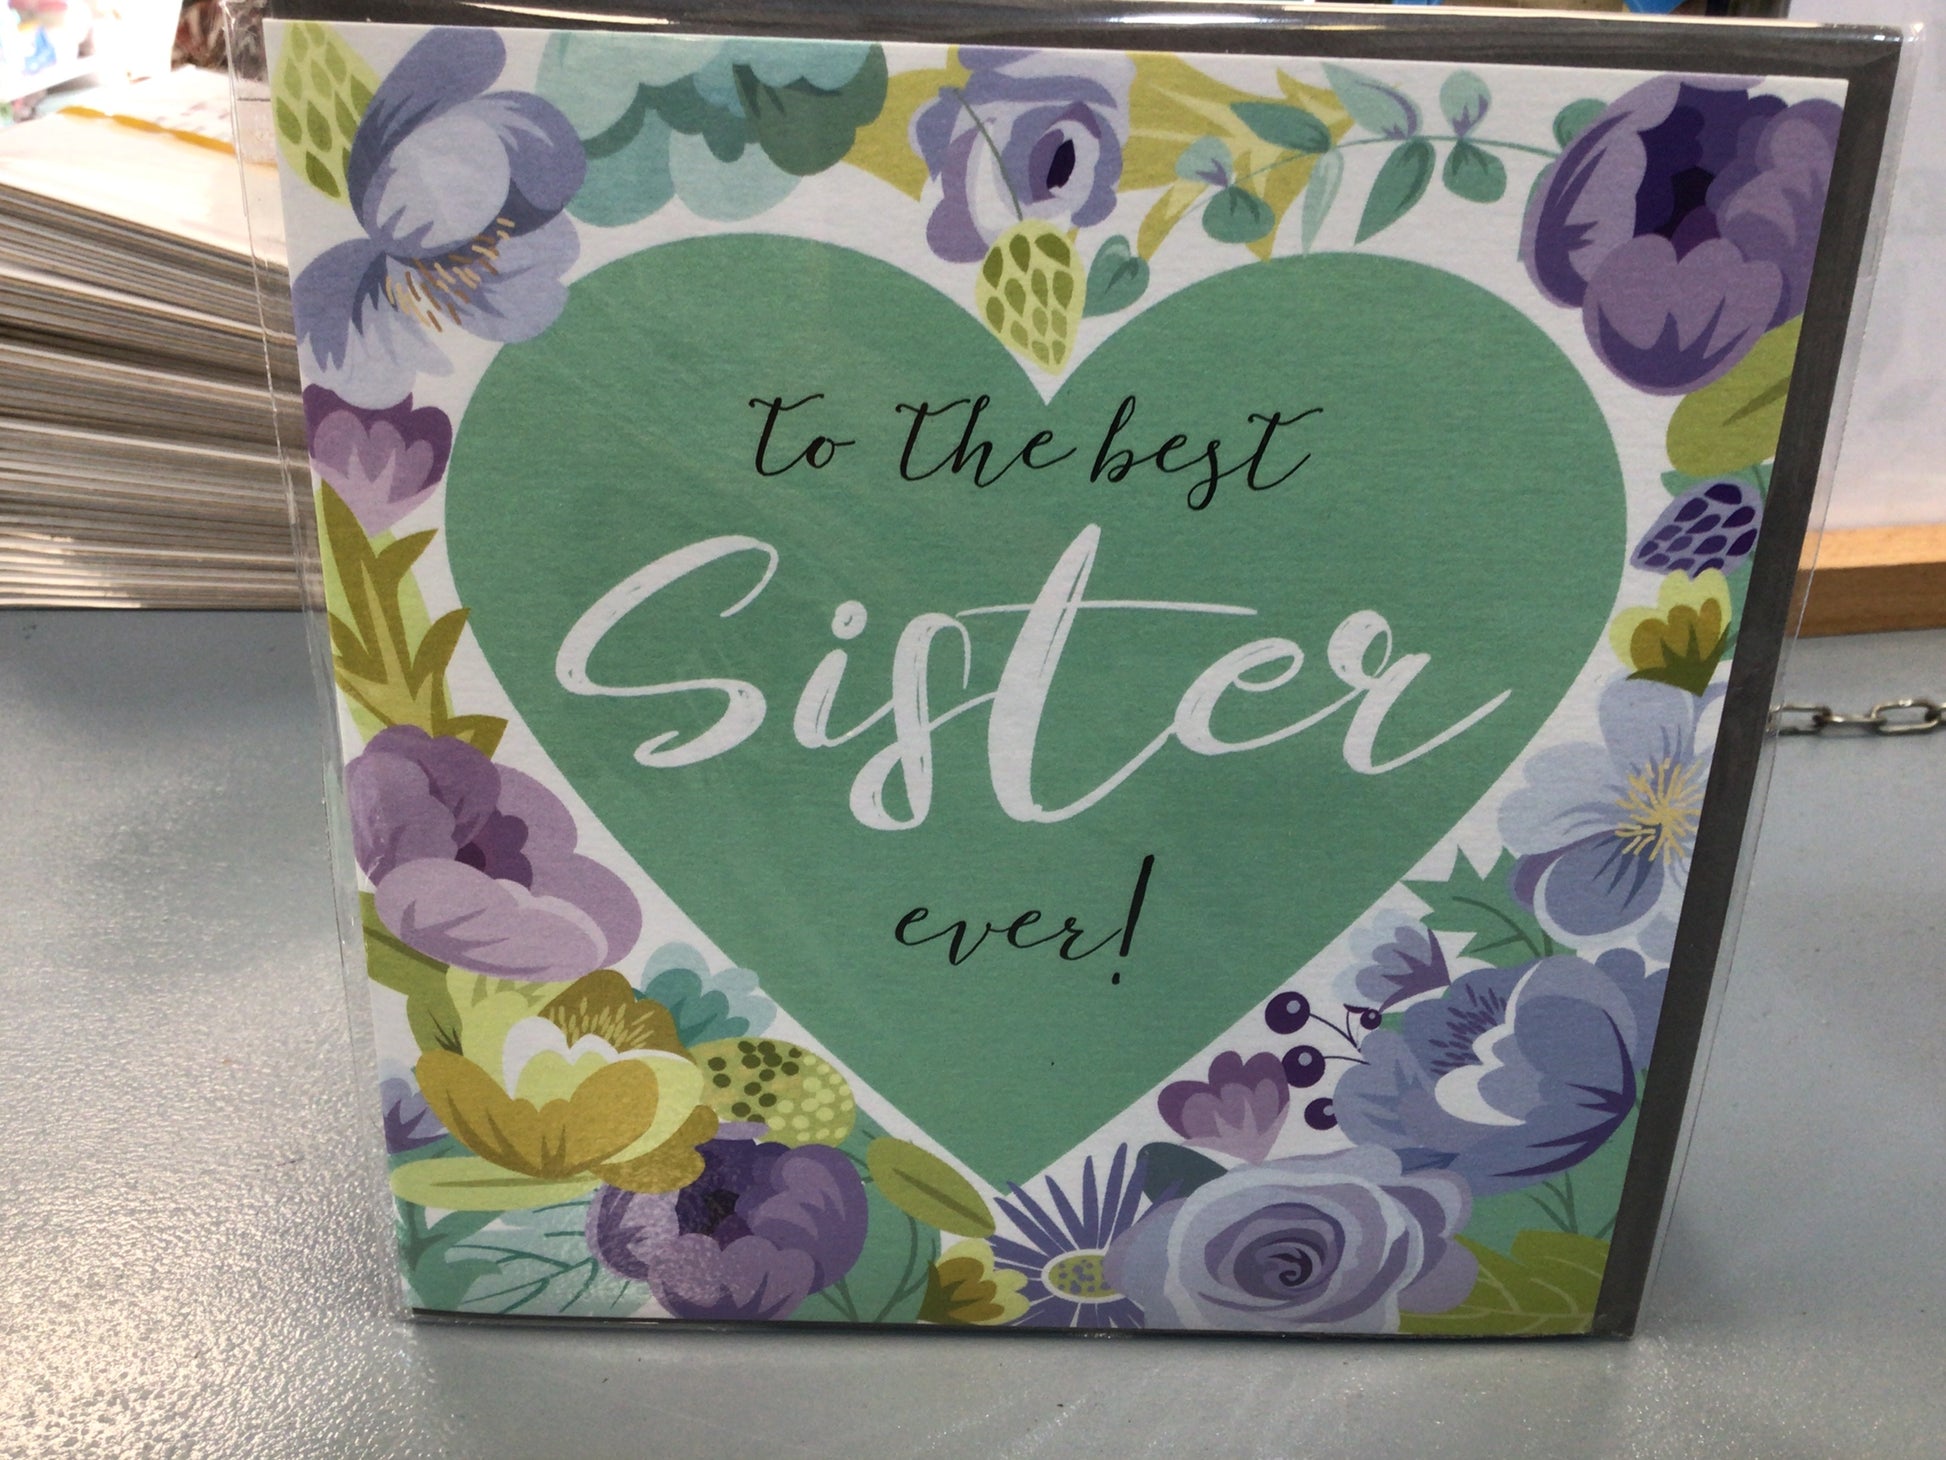 to the best
Sister
ever!